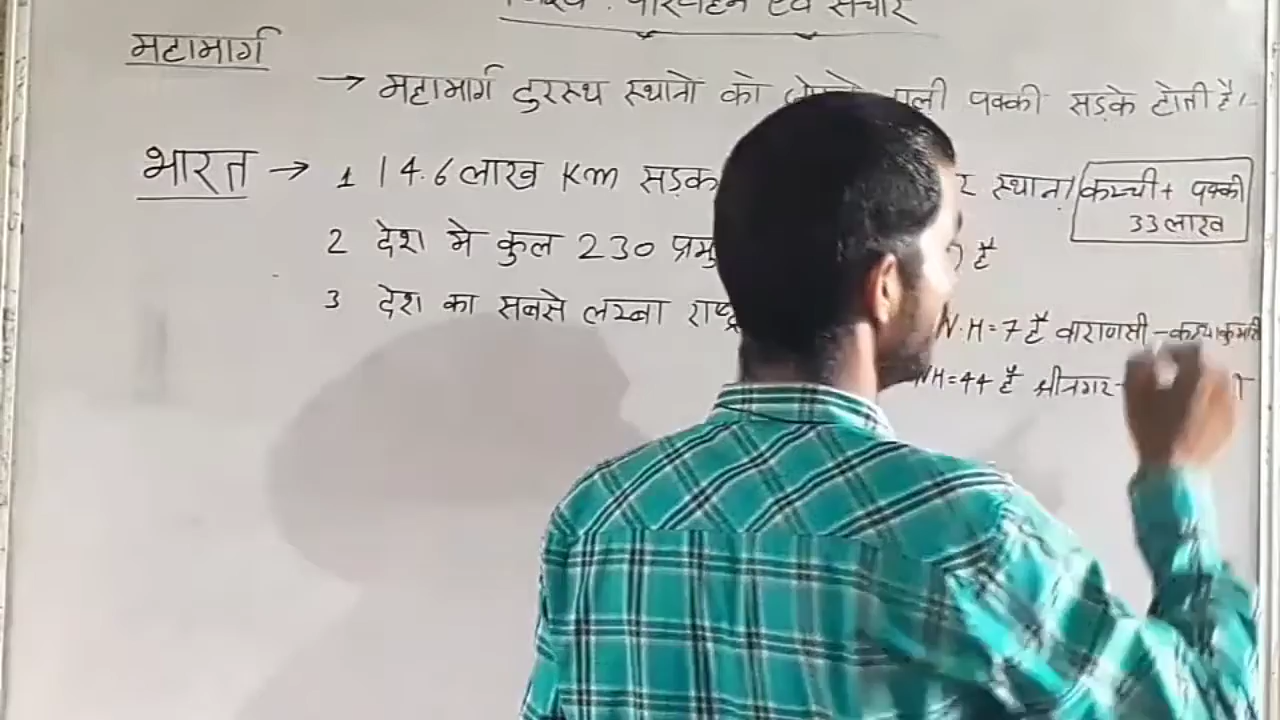 परिवहन एवं संचार
महामार्ग
→ महामार्ग दुरस्थ स्थानों को पक्की सड़के होती है।
भारत → 1 14.6 लाख Km सड़क स्थान। कच्ची + पक्की
33 लाख
2 देश मे कुल 230 है
3 देश का सबसे लम्बा
N.H=7 है वाराणसी - कन्याकुमारी
NH=44 है श्रीनगर -